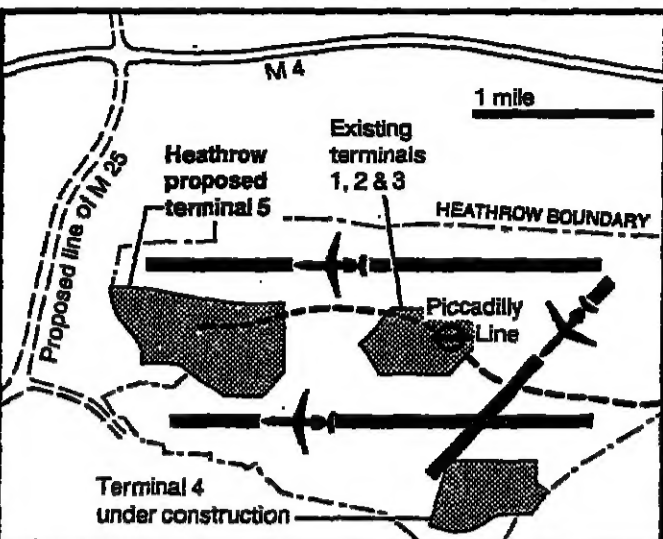 M 4
1 mile
Existing
terminals
1, 2 & 3
Heathrow
proposed
terminal 5
Proposed line of M 25
HEATHROW BOUNDARY
Piccadilly
Line
Terminal 4
under construction